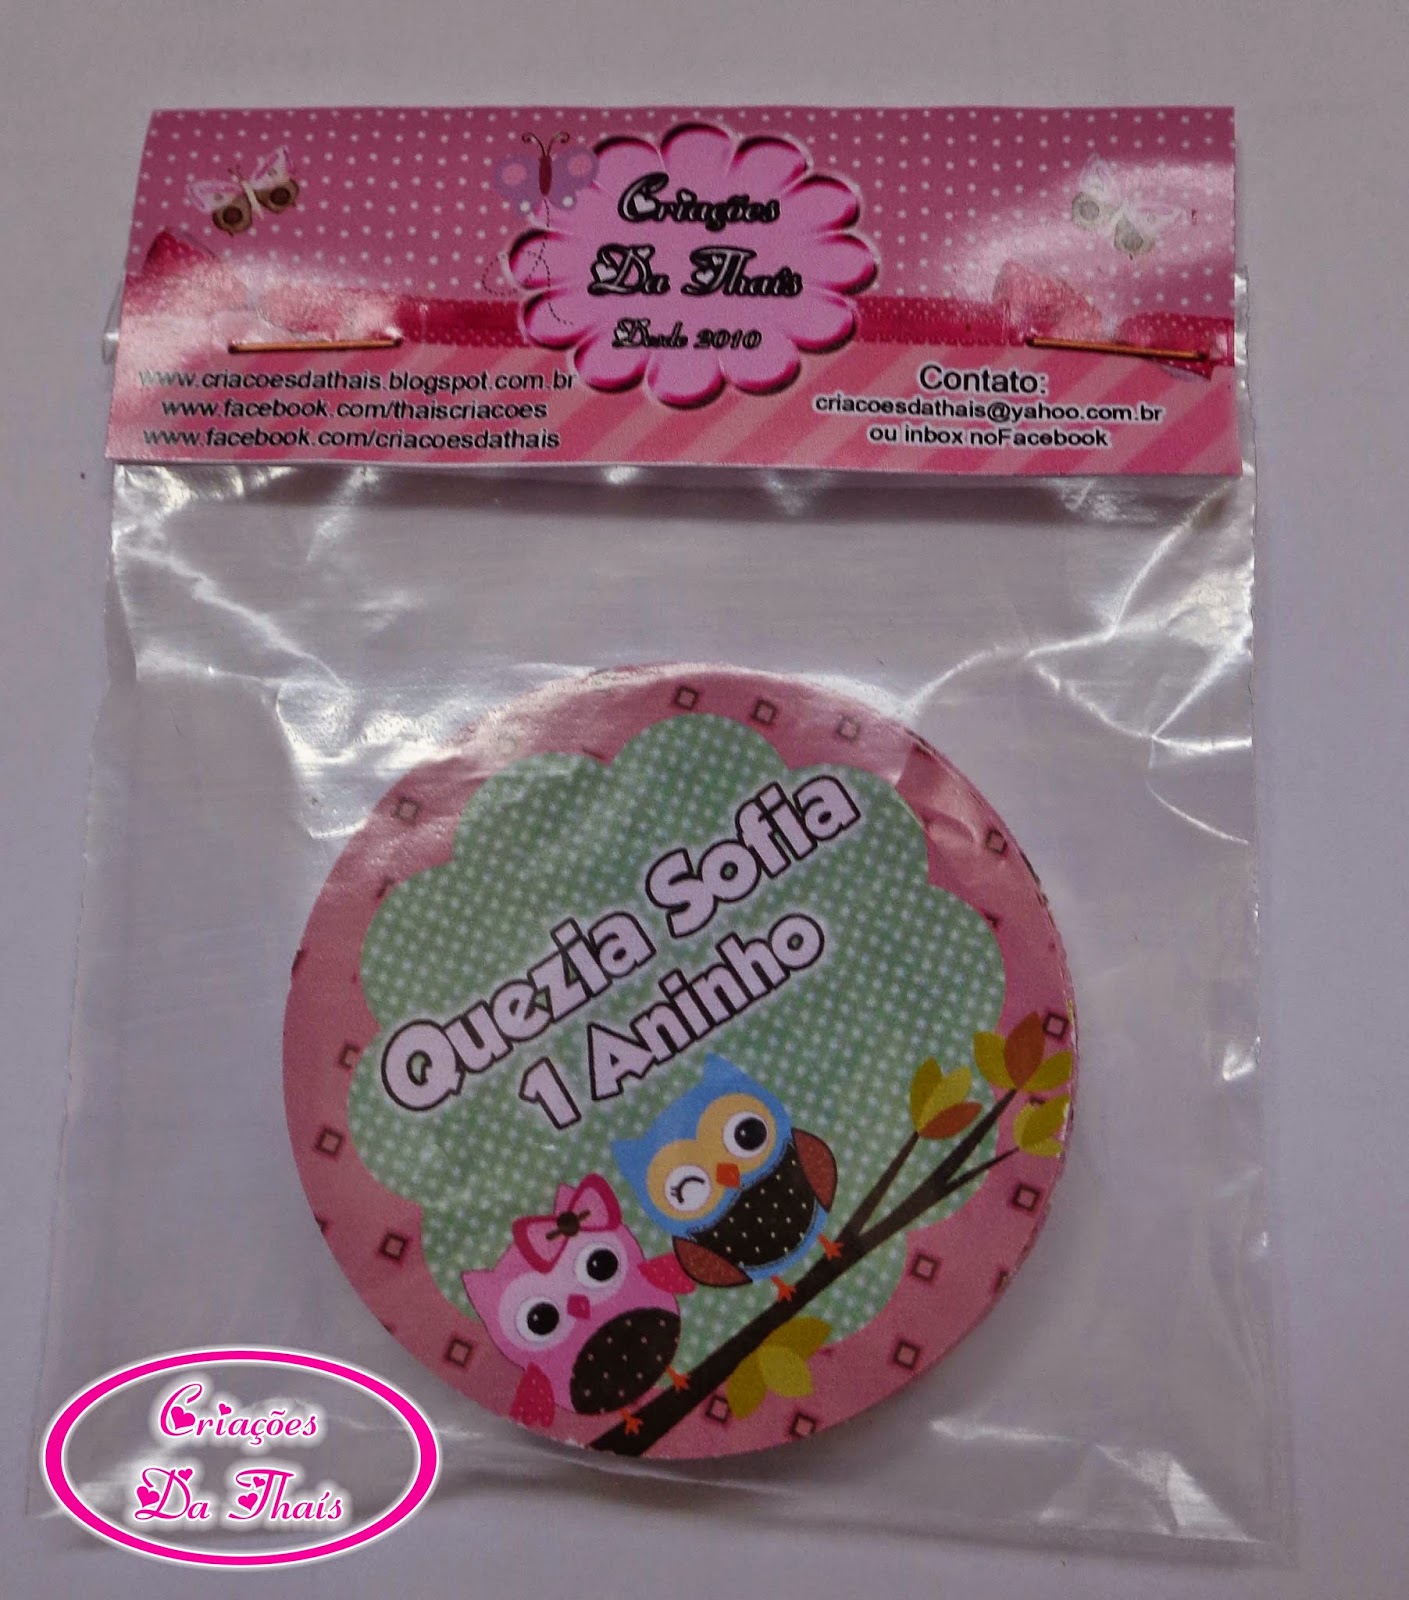 Criações
Da Thaís
Desde 2010
www.criacoesdathais.blogspot.com.br
www.facebook.com/thaiscriacoes
www.facebook.com/criacoesdathais
Contato:
criacoesdathais@yahoo.com.br
ou inbox noFacebook
Quezia Sofia
1 Aninho
Criações
Da Thaís